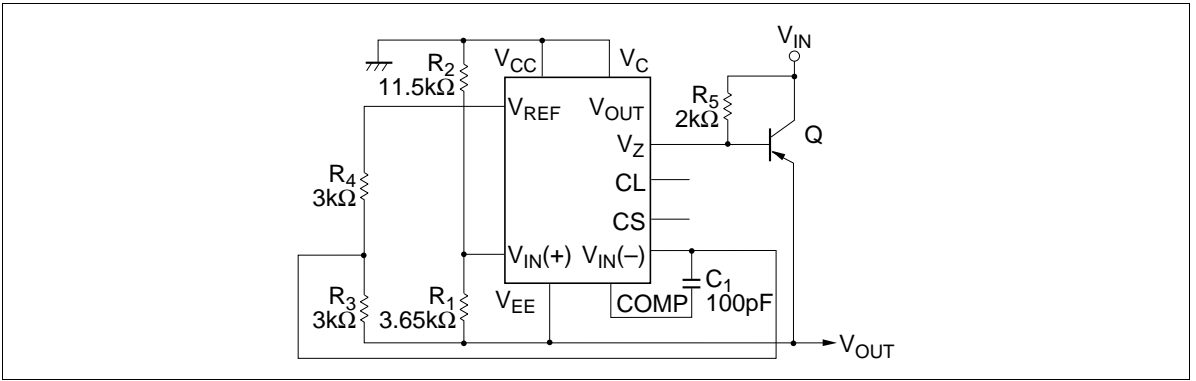 V_IN
V_CC
V_C
R_2
11.5kΩ
V_REF
V_OUT
R_5
2kΩ
V_Z
Q
R_4
3kΩ
CL
CS
V_IN(+)
V_IN(–)
R_3
3kΩ
R_1
3.65kΩ
V_EE
COMP
C_1
100pF
V_OUT